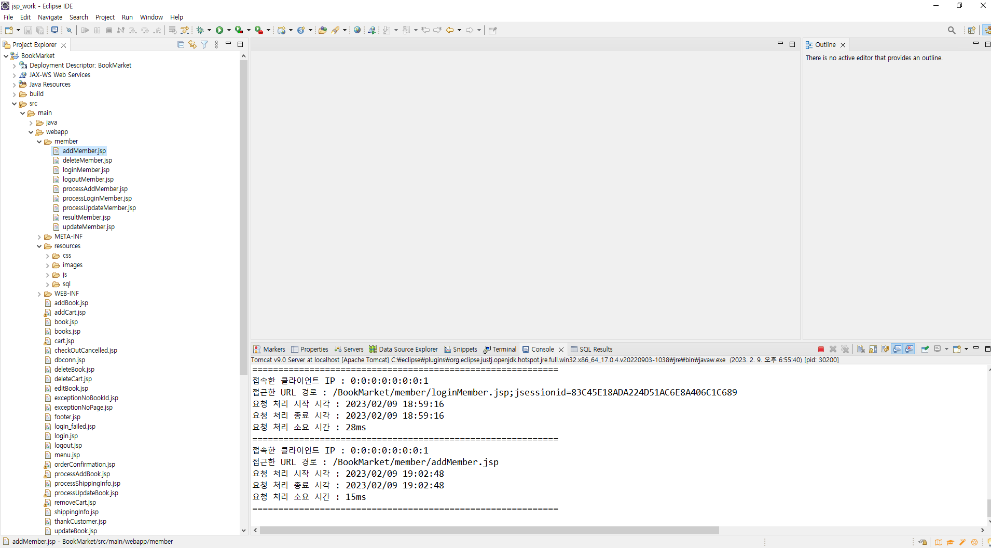 jsp_work - Eclipse IDE
File Edit Navigate Search Project Run Window Help
Project Explorer
BookMarket
Deployment Descriptor: BookMarket
JAX-WS Web Services
Java Resources
build
src
main
java
webapp
member
addMember.jsp
deleteMember.jsp
loginMember.jsp
logoutMember.jsp
processAddMember.jsp
processLoginMember.jsp
processUpdateMember.jsp
resultMember.jsp
updateMember.jsp
META-INF
resources
css
images
js
sql
WEB-INF
addBook.jsp
addCart.jsp
book.jsp
books.jsp
cart.jsp
checkOutCancelled.jsp
dbconn.jsp
deleteBook.jsp
deleteCart.jsp
editBook.jsp
exceptionNoBookId.jsp
exceptionNoPage.jsp
footer.jsp
login_failed.jsp
login.jsp
logout.jsp
menu.jsp
orderConfirmation.jsp
processAddBook.jsp
processShippingInfo.jsp
processUpdateBook.jsp
removeCart.jsp
shippingInfo.jsp
thankCustomer.jsp
updateBook.jsp
Outline
There is no active editor that provides an outline.
Markers Properties Servers Data Source Explorer Snippets Terminal Console SQL Results
Tomcat v9.0 Server at localhost [Apache Tomcat] C:₩eclipse₩plugins₩org.eclipse.justj.openjdk.hotspot.jre.full.win32.x86_64_17.0.4.v20220903-1038₩jre₩bin₩javaw.exe (2023. 2. 9. 오후 6:55:40) [pid: 30200]
==========================================================
접속한 클라이언트 IP : 0:0:0:0:0:0:0:1
접근한 URL 경로 : /BookMarket/member/loginMember.jsp;jsessionid=83C45E18ADA224D51AC6E8A406C1C689
요청 처리 시작 시각 : 2023/02/09 18:59:16
요청 처리 종료 시각 : 2023/02/09 18:59:16
요청 처리 소요 시간 : 28ms
==========================================================
접속한 클라이언트 IP : 0:0:0:0:0:0:0:1
접근한 URL 경로 : /BookMarket/member/addMember.jsp
요청 처리 시작 시각 : 2023/02/09 19:02:48
요청 처리 종료 시각 : 2023/02/09 19:02:48
요청 처리 소요 시간 : 15ms
==========================================================
addMember.jsp - BookMarket/src/main/webapp/member